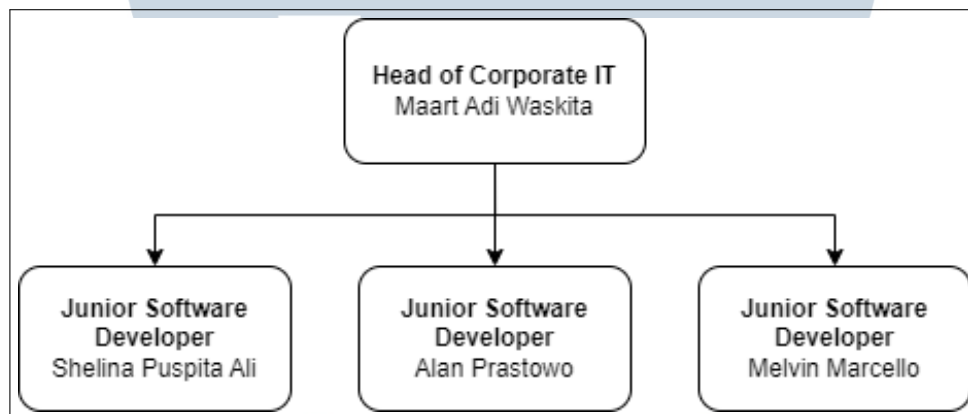 Head of Corporate IT
Maart Adi Waskita
Junior Software
Developer
Shelina Puspita Ali
Junior Software
Developer
Alan Prastowo
Junior Software
Developer
Melvin Marcello